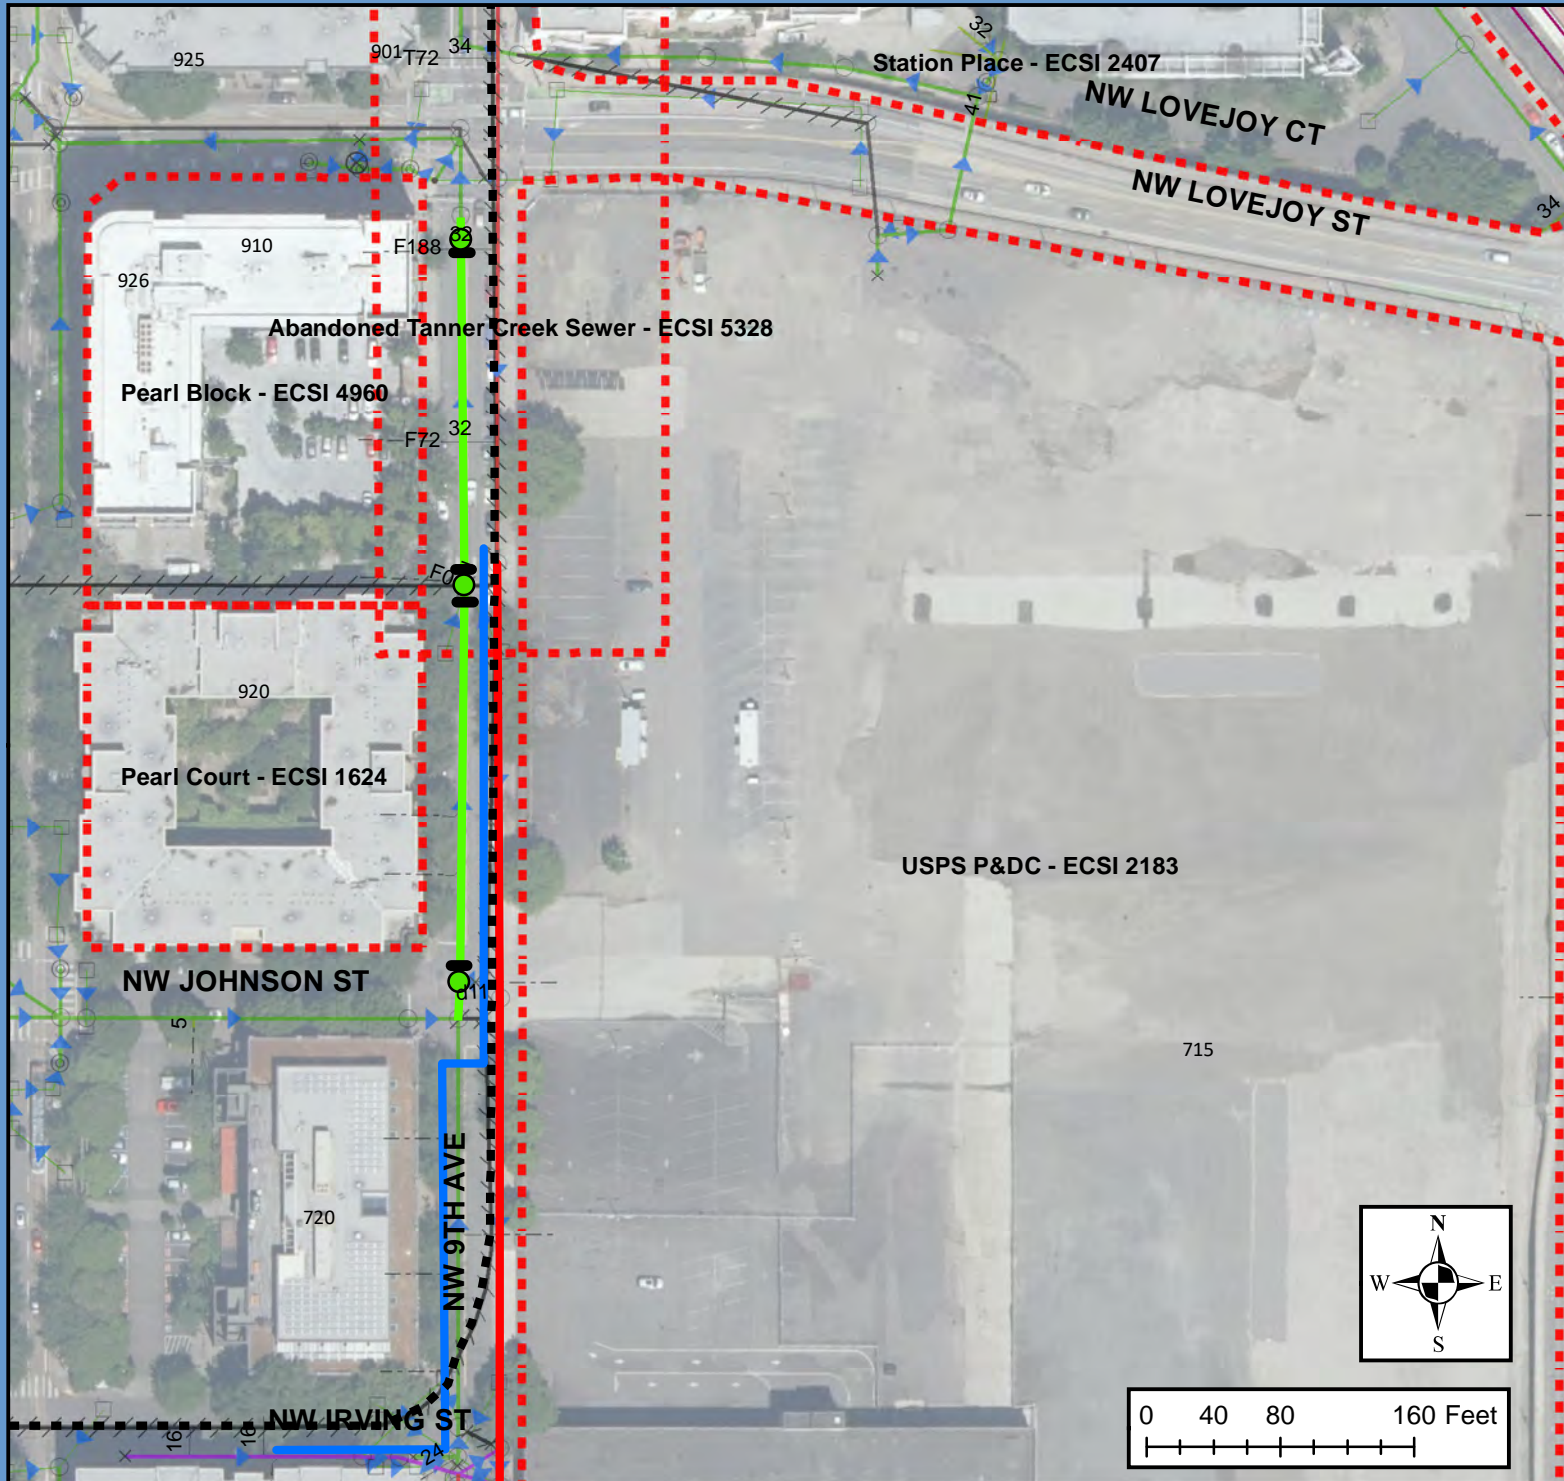 925
901
T72
34
32
Station Place - ECSI 2407
41
NW LOVEJOY CT
NW LOVEJOY ST
34
910
F188
32
926
Abandoned Tanner Creek Sewer - ECSI 5328
Pearl Block - ECSI 4960
F72
32
F0
920
Pearl Court - ECSI 1624
USPS P&DC - ECSI 2183
NW JOHNSON ST
d11
5
715
NW 9TH AVE
720
N
W E
S
NW IRVING ST
16
16
24
0 40 80 160 Feet